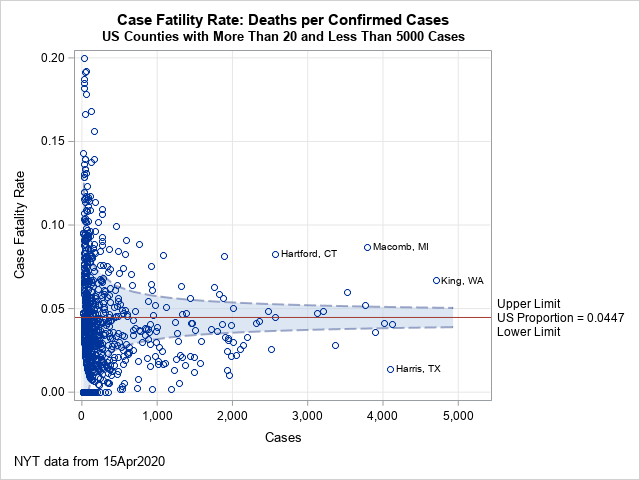 Case Fatility Rate: Deaths per Confirmed Cases
US Counties with More Than 20 and Less Than 5000 Cases
0.20
0.15
0.10
0.05
0.00
Case Fatality Rate
Hartford, CT
Macomb, MI
King, WA
Harris, TX
Upper Limit
US Proportion = 0.0447
Lower Limit
0
1,000
2,000
3,000
4,000
5,000
Cases
NYT data from 15Apr2020